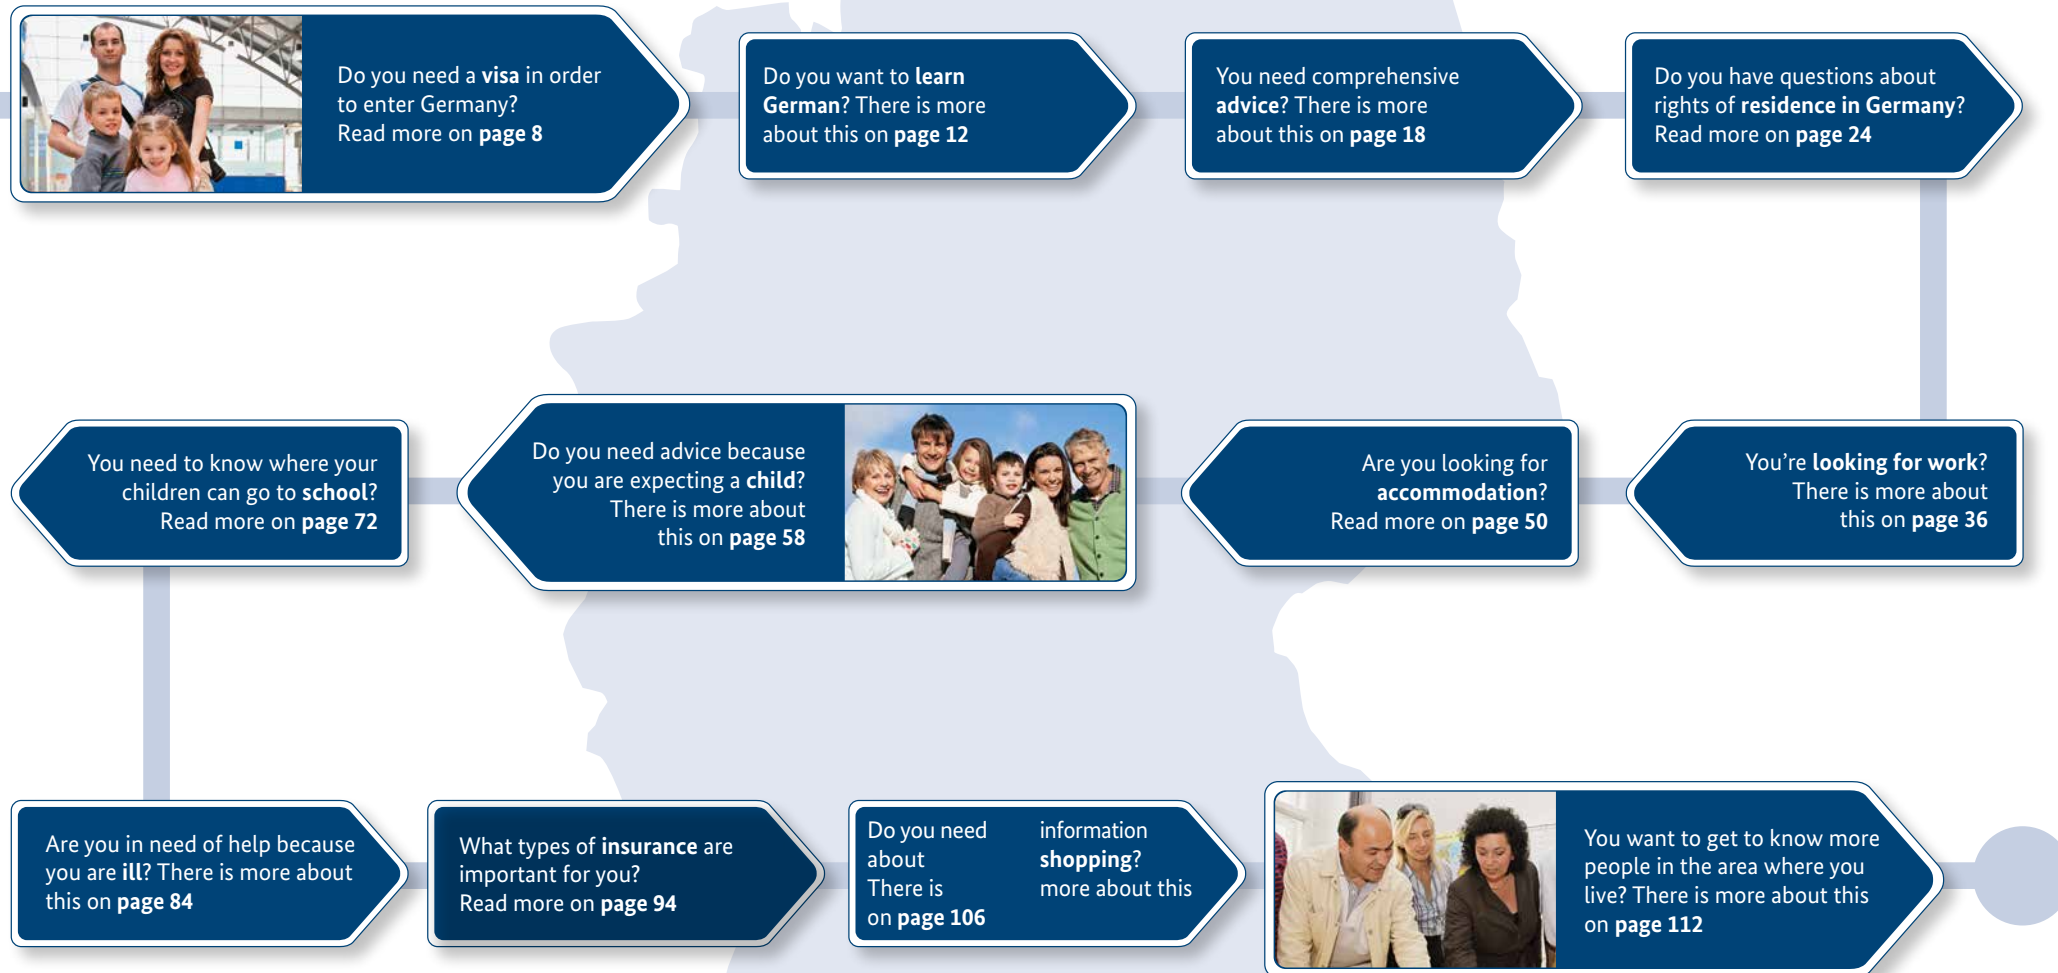 Do you need a visa in order
to enter Germany?
Read more on page 8
Do you want to learn
German? There is more
about this on page 12
You need comprehensive
advice? There is more
about this on page 18
Do you have questions about
rights of residence in Germany?
Read more on page 24
You're looking for work?
There is more about
this on page 36
Are you looking for
accommodation?
Read more on page 50
Do you need advice because
you are expecting a child?
There is more about
this on page 58
You need to know where your
children can go to school?
Read more on page 72
Are you in need of help because
you are ill? There is more about
this on page 84
What types of insurance are
important for you?
Read more on page 94
Do you need information
about shopping?
There is more about this
on page 106
You want to get to know more
people in the area where you
live? There is more about this
on page 112